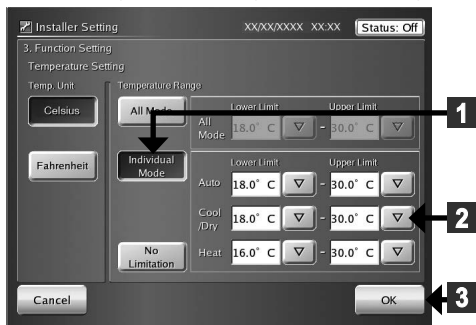 Installer Setting XX/XX/XXXX XX:XX Status: Off
3. Function Setting
Temperature Setting
Temp. Unit Temperature Range
Celsius
Fahrenheit
All Mode
Individual Mode
No Limitation
Lower Limit Upper Limit
All Mode 18.0° C - 30.0° C
Lower Limit Upper Limit
Auto 18.0° C - 30.0° C
Cool /Dry 18.0° C - 30.0° C
Heat 16.0° C - 30.0° C
Cancel OK
1
2
3